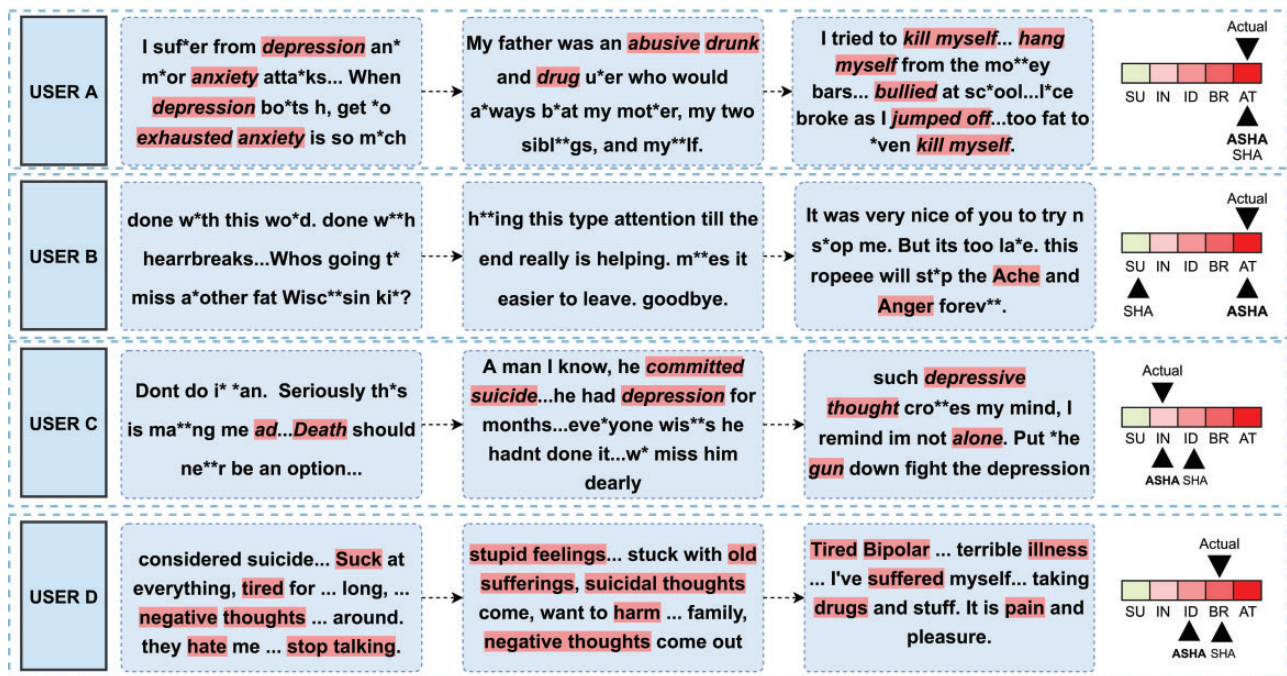 USER A
I suf*er from depression an*
m*or anxiety atta*ks... When
depression bo*ts h, get *o
exhausted anxiety is so m*ch
My father was an abusive drunk
and drug u*er who would
a*ways b*at my mot*er, my two
sibl**gs, and my**lf.
I tried to kill myself... hang
myself from the mo**ey
bars... bullied at sc*ool...I*ce
broke as I jumped off...too fat to
*ven kill myself.
Actual
SU IN ID BR AT
ASHA
SHA
USER B
done w*th this wo*d. done w**h
hearrbreaks...Whos going t*
miss a*other fat Wisc**sin ki*?
h**ing this type attention till the
end really is helping. m**es it
easier to leave. goodbye.
It was very nice of you to try n
s*op me. But its too la*e. this
ropeee will st*p the Ache and
Anger forev**.
Actual
SU IN ID BR AT
SHA ASHA
USER C
Dont do i* *an. Seriously th*s
is ma**ng me ad...Death should
ne**r be an option...
A man I know, he committed
suicide...he had depression for
months...eve*yone wis**s he
hadnt done it...w* miss him
dearly
such depressive
thought cro**es my mind, I
remind im not alone. Put *he
gun down fight the depression
Actual
SU IN ID BR AT
ASHA SHA
USER D
considered suicide... Suck at
everything, tired for ... long, ...
negative thoughts ... around.
they hate me ... stop talking.
stupid feelings... stuck with old
sufferings, suicidal thoughts
come, want to harm ... family,
negative thoughts come out
Tired Bipolar ... terrible illness
... I've suffered myself... taking
drugs and stuff. It is pain and
pleasure.
Actual
SU IN ID BR AT
ASHA SHA